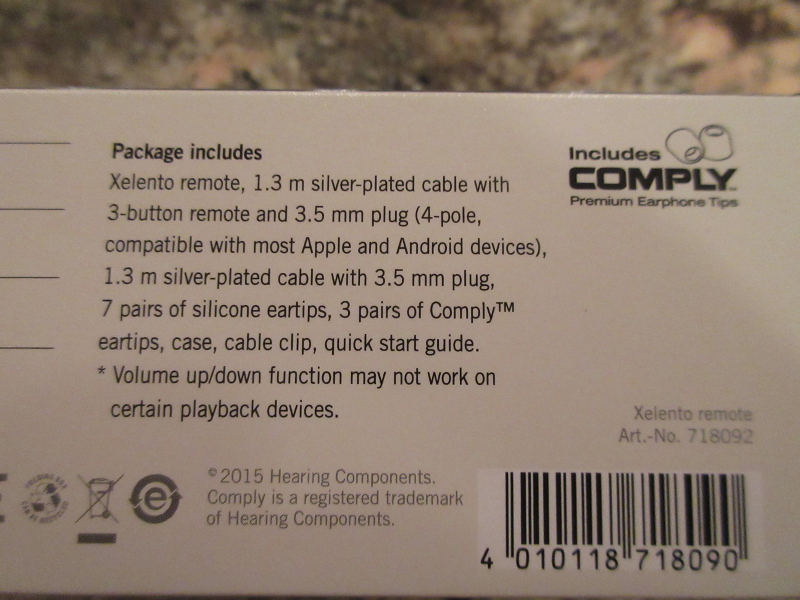 Package includes
Xelento remote, 1.3 m silver-plated cable with
3-button remote and 3.5 mm plug (4-pole,
compatible with most Apple and Android devices),
1.3 m silver-plated cable with 3.5 mm plug,
7 pairs of silicone eartips, 3 pairs of Comply™
eartips, case, cable clip, quick start guide.
* Volume up/down function may not work on
certain playback devices.
Includes
COMPLY™
Premium Earphone Tips
Xelento remote
Art.-No. 718092
©2015 Hearing Components.
Comply is a registered trademark
of Hearing Components.
4 010118 718090